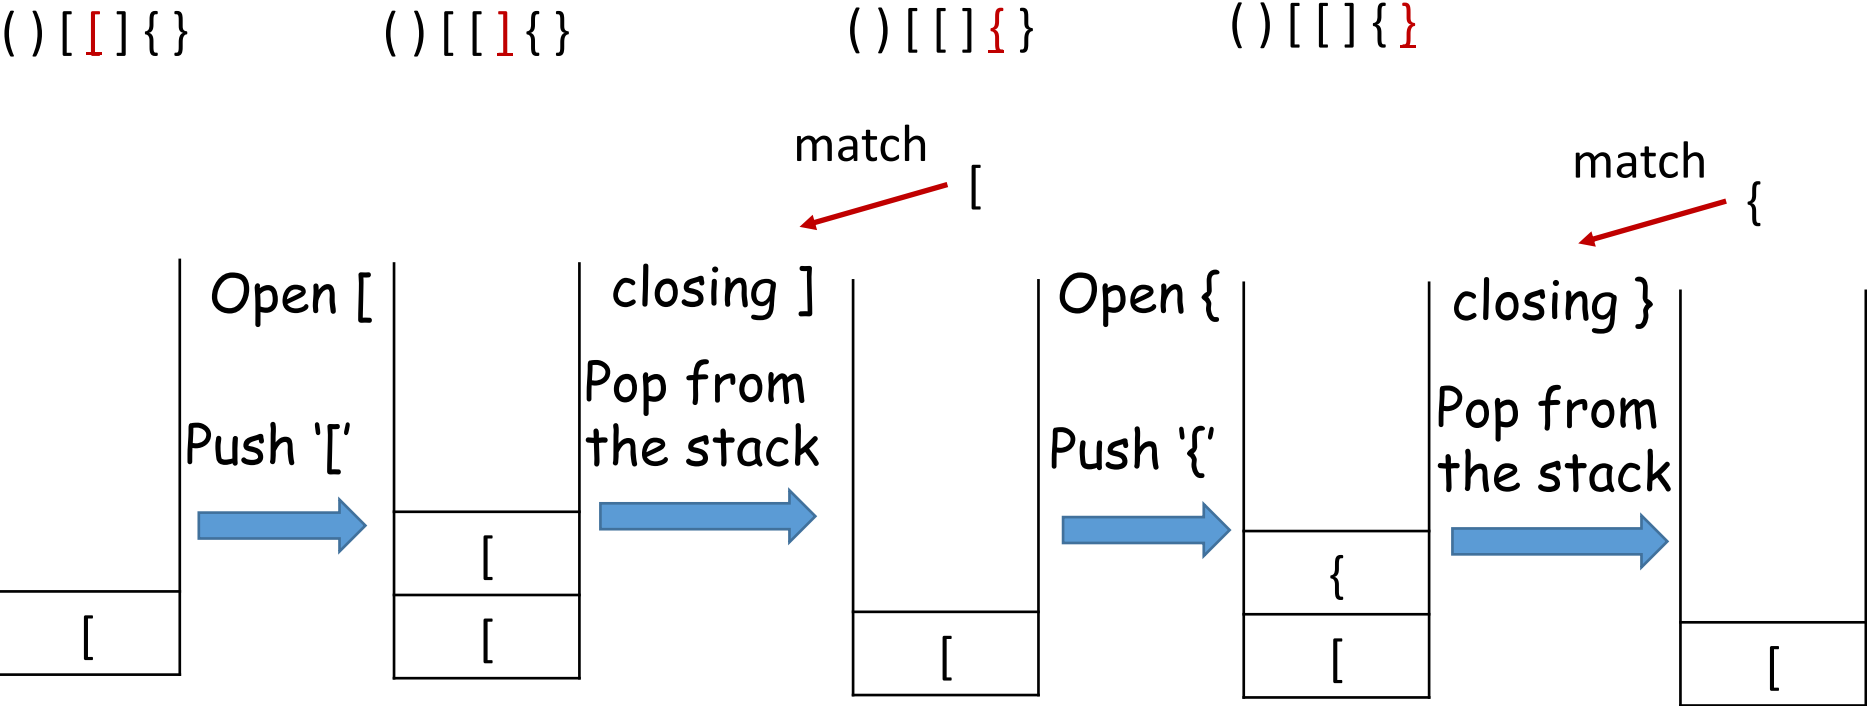 ( ) [ [ ] { }
( ) [ [ ] { }
( ) [ [ ] { }
( ) [ [ ] { }
match
[
match
{
Open [
closing ]
Open {
closing }
Pop from
the stack
Pop from
the stack
Push ‘[’
Push ‘{’
[
[
[
[
{
[
[